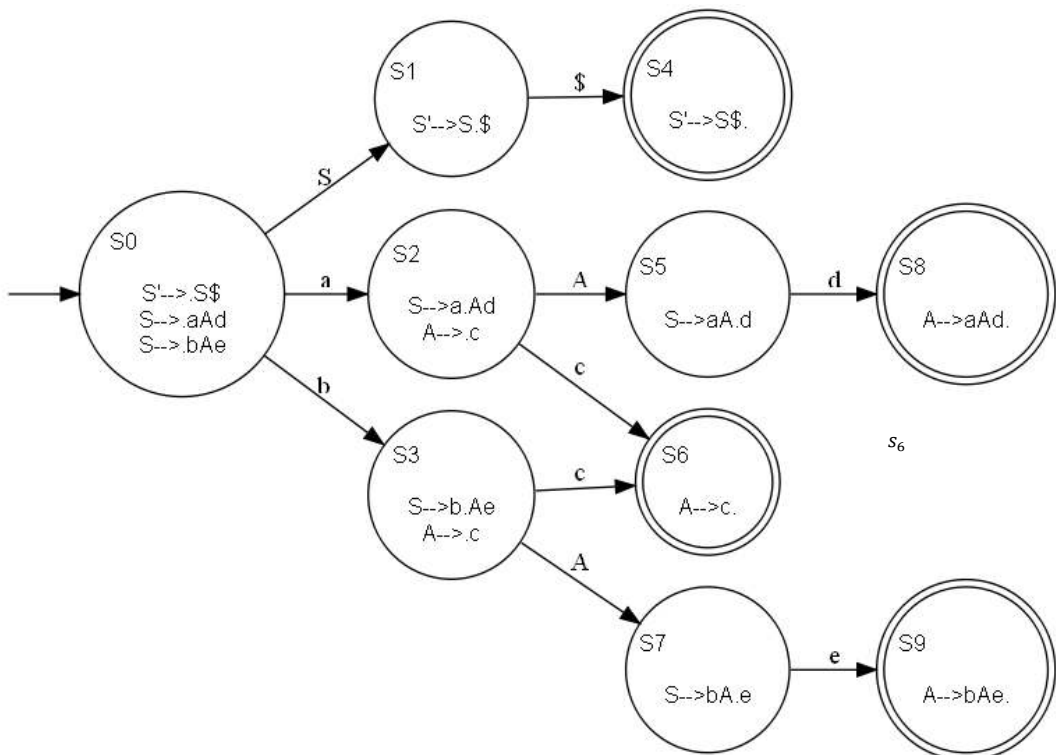 S1
S'-->S.$
$
S4
S'-->S$.
S
S0
S'-->.S$
S-->.aAd
S-->.bAe
a
S2
S-->a.Ad
A-->.c
A
S5
S-->aA.d
d
S8
A-->aAd.
b
c
S3
S-->b.Ae
A-->.c
c
S6
A-->c.
s₆
A
S7
S-->bA.e
e
S9
A-->bAe.